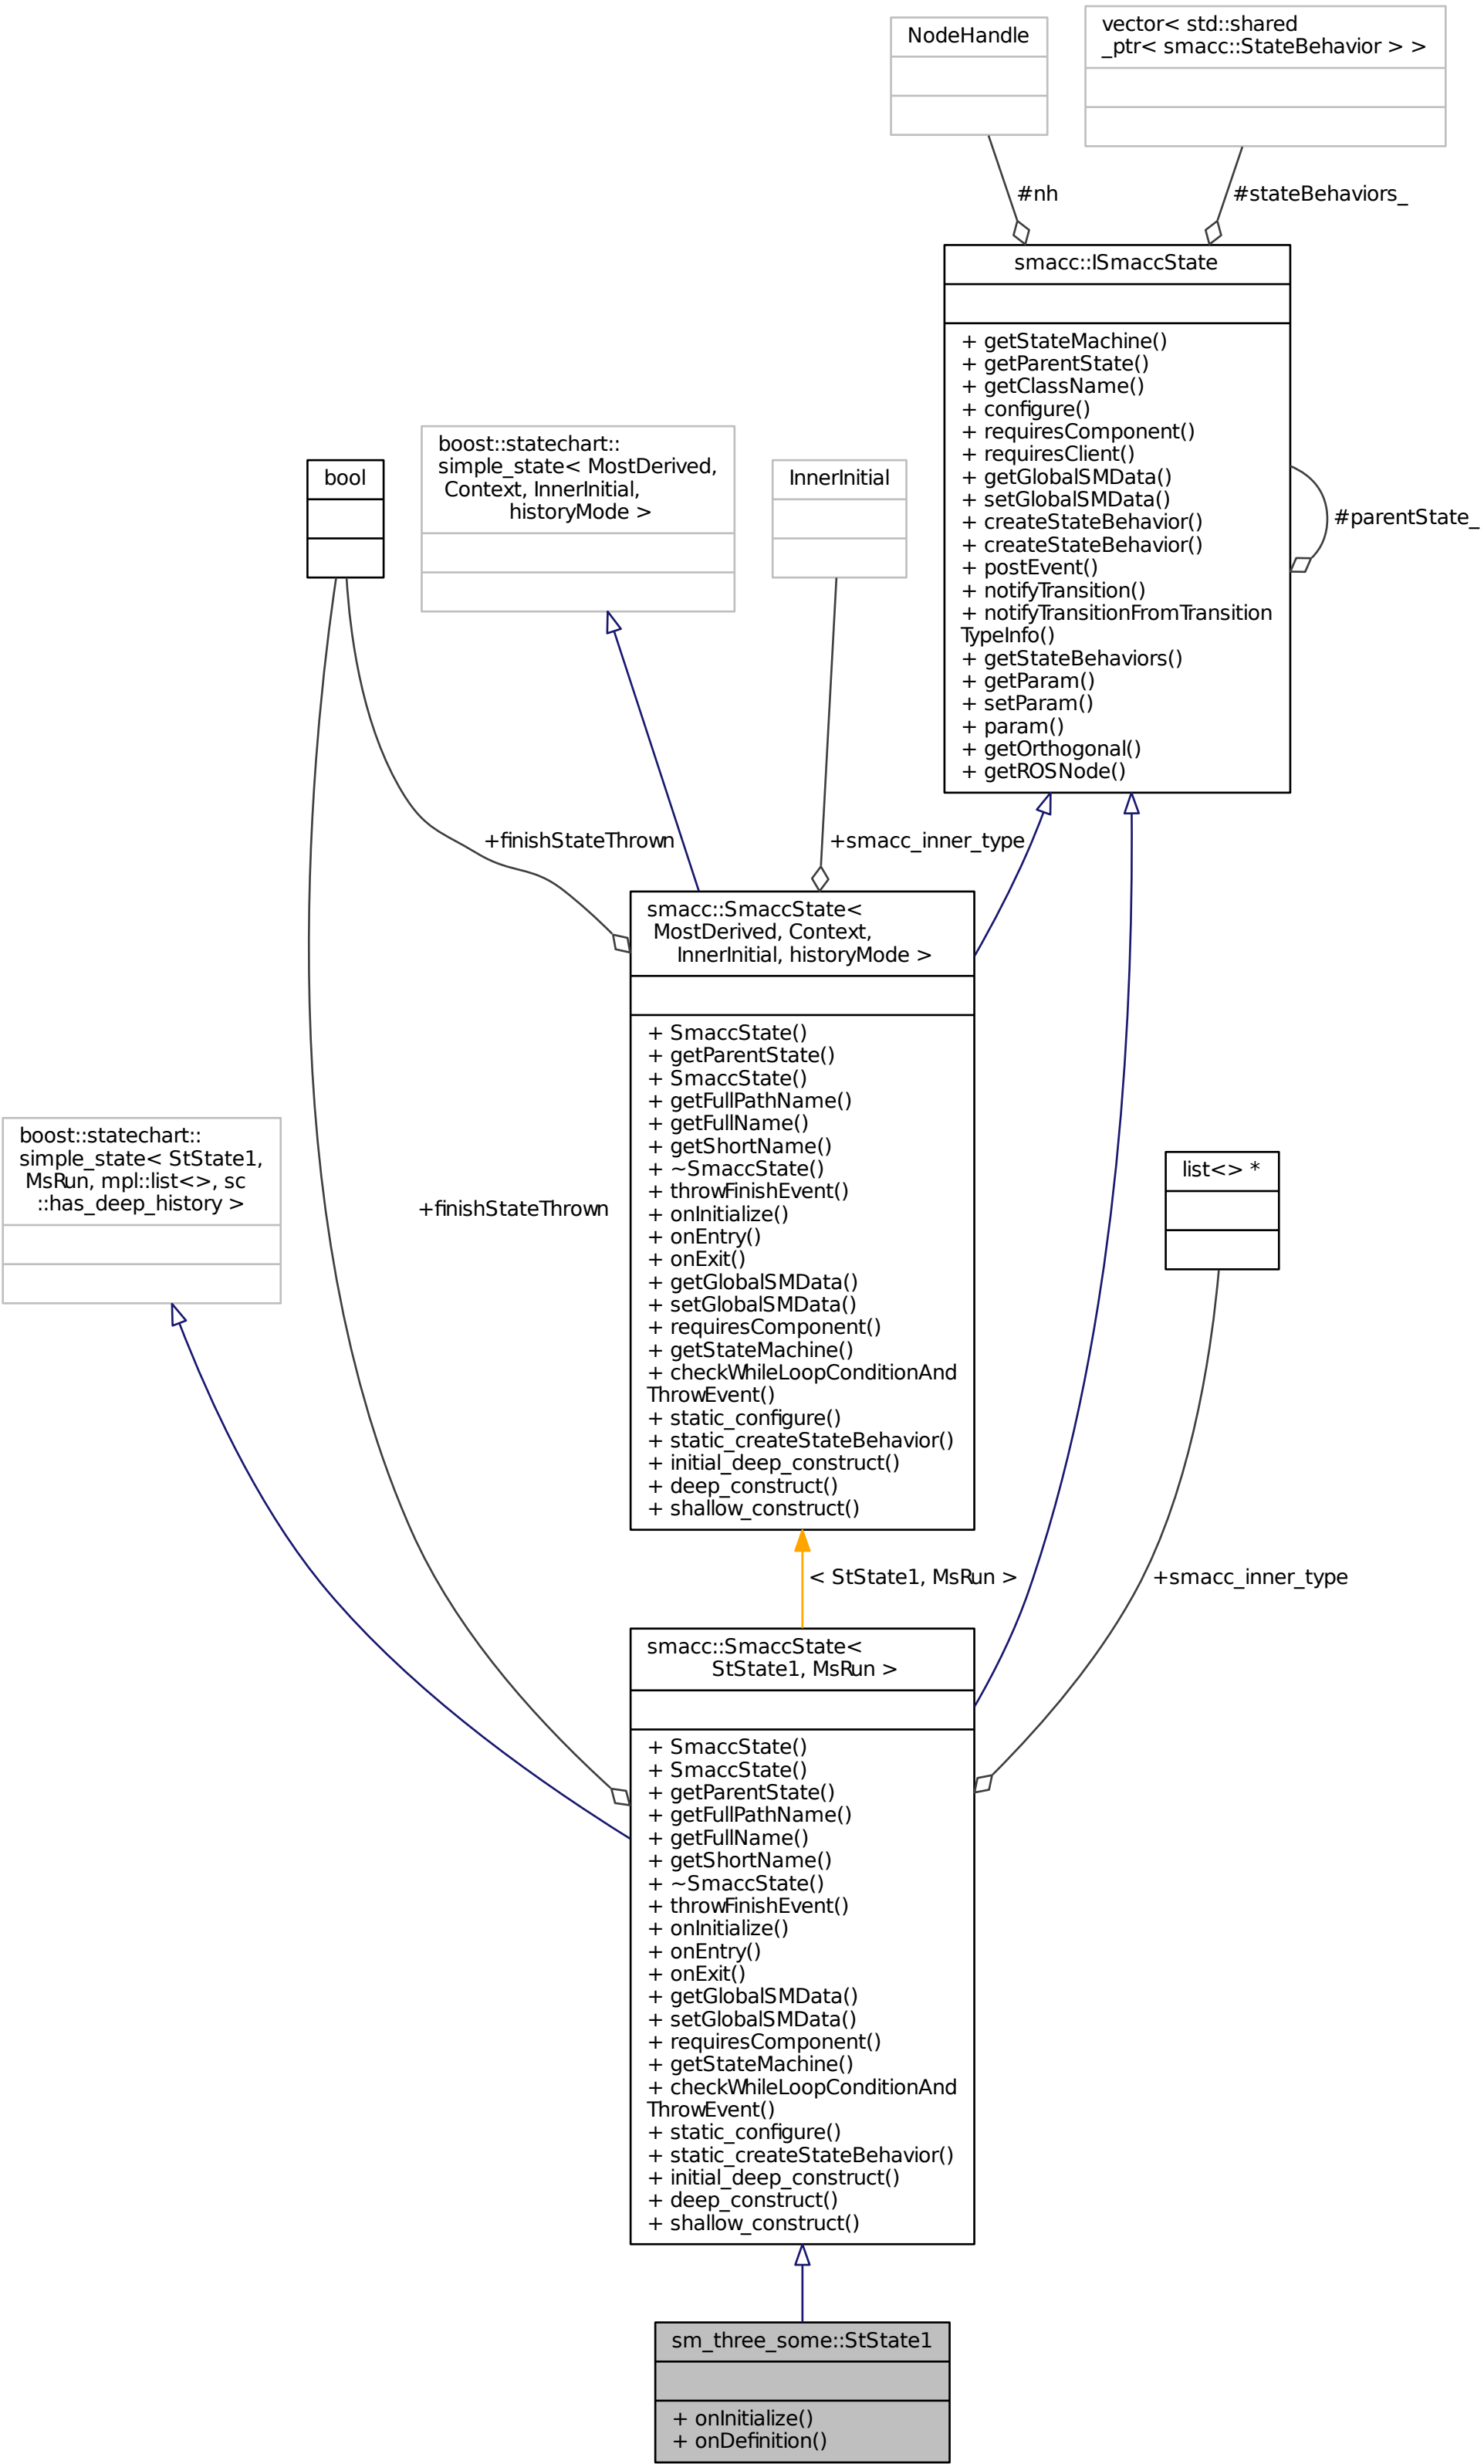 NodeHandle
vector< std::shared
_ptr< smacc::StateBehavior > >
#nh
#stateBehaviors_
smacc::ISmaccState
+ getStateMachine()
+ getParentState()
+ getClassName()
+ configure()
+ requiresComponent()
+ requiresClient()
+ getGlobalSMData()
+ setGlobalSMData()
+ createStateBehavior()
+ createStateBehavior()
+ postEvent()
+ notifyTransition()
+ notifyTransitionFromTransition
TypeInfo()
+ getStateBehaviors()
+ getParam()
+ setParam()
+ param()
+ getOrthogonal()
+ getROSNode()
#parentState_
bool
boost::statechart::
simple_state< MostDerived,
Context, InnerInitial,
historyMode >
InnerInitial
+finishStateThrown
+smacc_inner_type
smacc::SmaccState<
MostDerived, Context,
InnerInitial, historyMode >
+ SmaccState()
+ getParentState()
+ SmaccState()
+ getFullPathName()
+ getFullName()
+ getShortName()
+ ~SmaccState()
+ throwFinishEvent()
+ onInitialize()
+ onEntry()
+ onExit()
+ getGlobalSMData()
+ setGlobalSMData()
+ requiresComponent()
+ getStateMachine()
+ checkWhileLoopConditionAnd
ThrowEvent()
+ static_configure()
+ static_createStateBehavior()
+ initial_deep_construct()
+ deep_construct()
+ shallow_construct()
boost::statechart::
simple_state< StState1,
MsRun, mpl::list<>, sc
::has_deep_history >
+finishStateThrown
list<> *
< StState1, MsRun >
+smacc_inner_type
smacc::SmaccState<
StState1, MsRun >
+ SmaccState()
+ SmaccState()
+ getParentState()
+ getFullPathName()
+ getFullName()
+ getShortName()
+ ~SmaccState()
+ throwFinishEvent()
+ onInitialize()
+ onEntry()
+ onExit()
+ getGlobalSMData()
+ setGlobalSMData()
+ requiresComponent()
+ getStateMachine()
+ checkWhileLoopConditionAnd
ThrowEvent()
+ static_configure()
+ static_createStateBehavior()
+ initial_deep_construct()
+ deep_construct()
+ shallow_construct()
sm_three_some::StState1
+ onInitialize()
+ onDefinition()